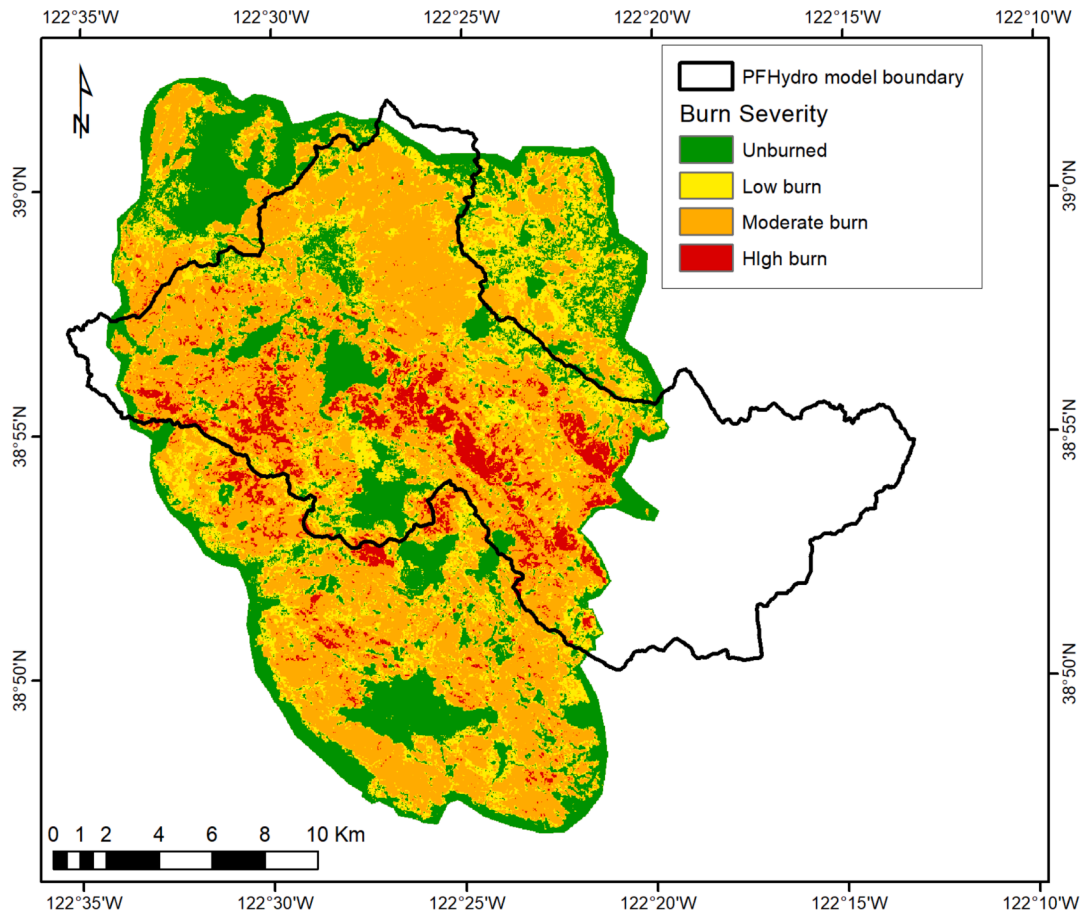 122°35'W 122°30'W 122°25'W 122°20'W 122°15'W 122°10'W
N
PFHydro model boundary
Burn Severity
Unburned
Low burn
Moderate burn
HIgh burn
39°0'N 39°0'N
38°55'N 38°55'N
38°50'N 38°50'N
0 1 2 4 6 8 10 Km
122°35'W 122°30'W 122°25'W 122°20'W 122°15'W 122°10'W